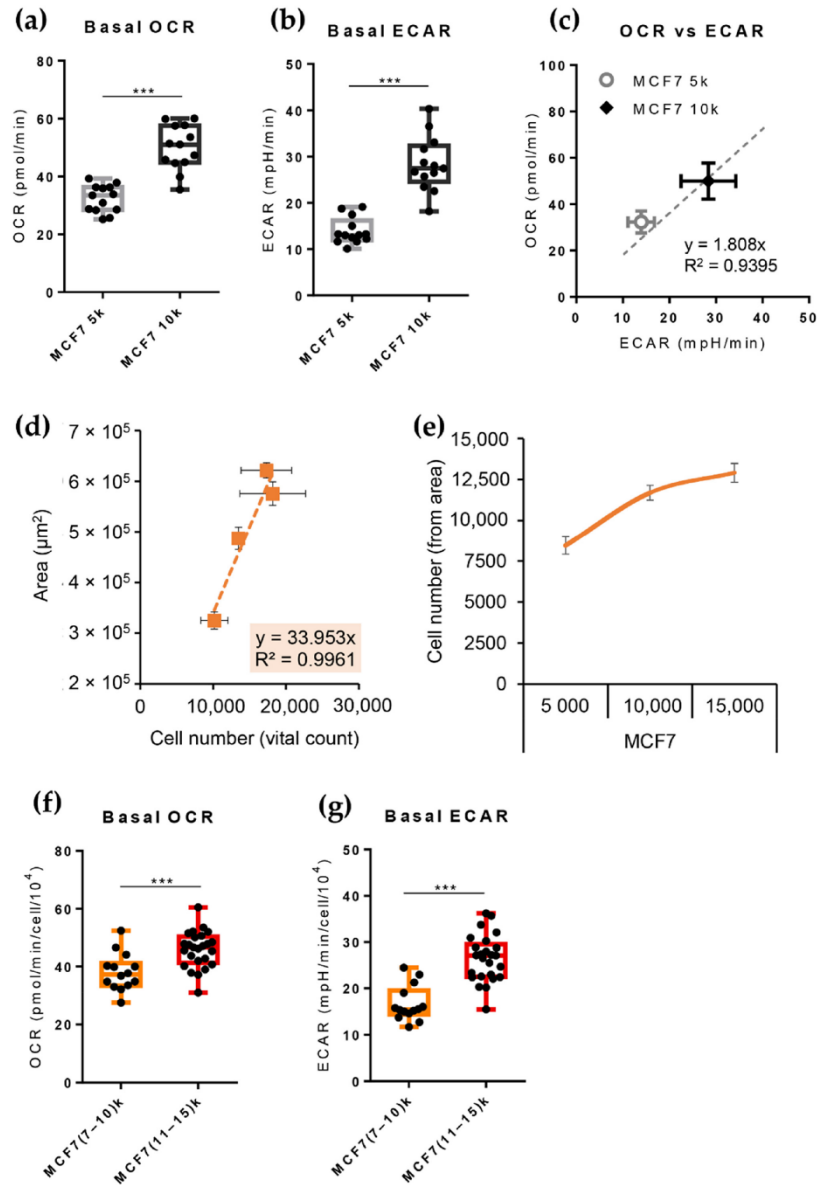 (a)
Basal OCR
80
60
40
20
0
OCR (pmol/min)
***
MCF7 5k
MCF7 10k
(b)
Basal ECAR
50
40
30
20
10
0
ECAR (mpH/min)
***
MCF7 5k
MCF7 10k
(c)
OCR vs ECAR
100
80
60
40
20
0
OCR (pmol/min)
MCF7 5k
MCF7 10k
y = 1.808x
R² = 0.9395
0 10 20 30 40 50
ECAR (mpH/min)
(d)
7 × 10⁵
6 × 10⁵
5 × 10⁵
4 × 10⁵
3 × 10⁵
2 × 10⁵
Area (µm²)
y = 33.953x
R² = 0.9961
0 10,000 20,000 30,000
Cell number (vital count)
(e)
15,000
12,500
10,000
7500
5000
2500
0
Cell number (from area)
5 000 10,000 15,000
MCF7
(f)
Basal OCR
80
60
40
20
0
OCR (pmol/min/cell/10⁴)
***
MCF7(7–10)k
MCF7(11–15)k
(g)
Basal ECAR
50
40
30
20
10
0
ECAR (mpH/min/cell/10⁴)
***
MCF7(7–10)k
MCF7(11–15)k